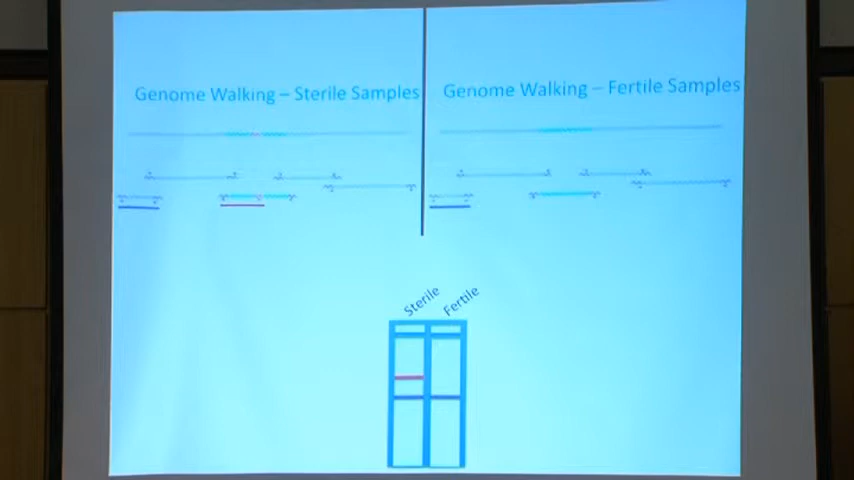 Genome Walking – Sterile Samples
Genome Walking – Fertile Samples
Sterile
Fertile